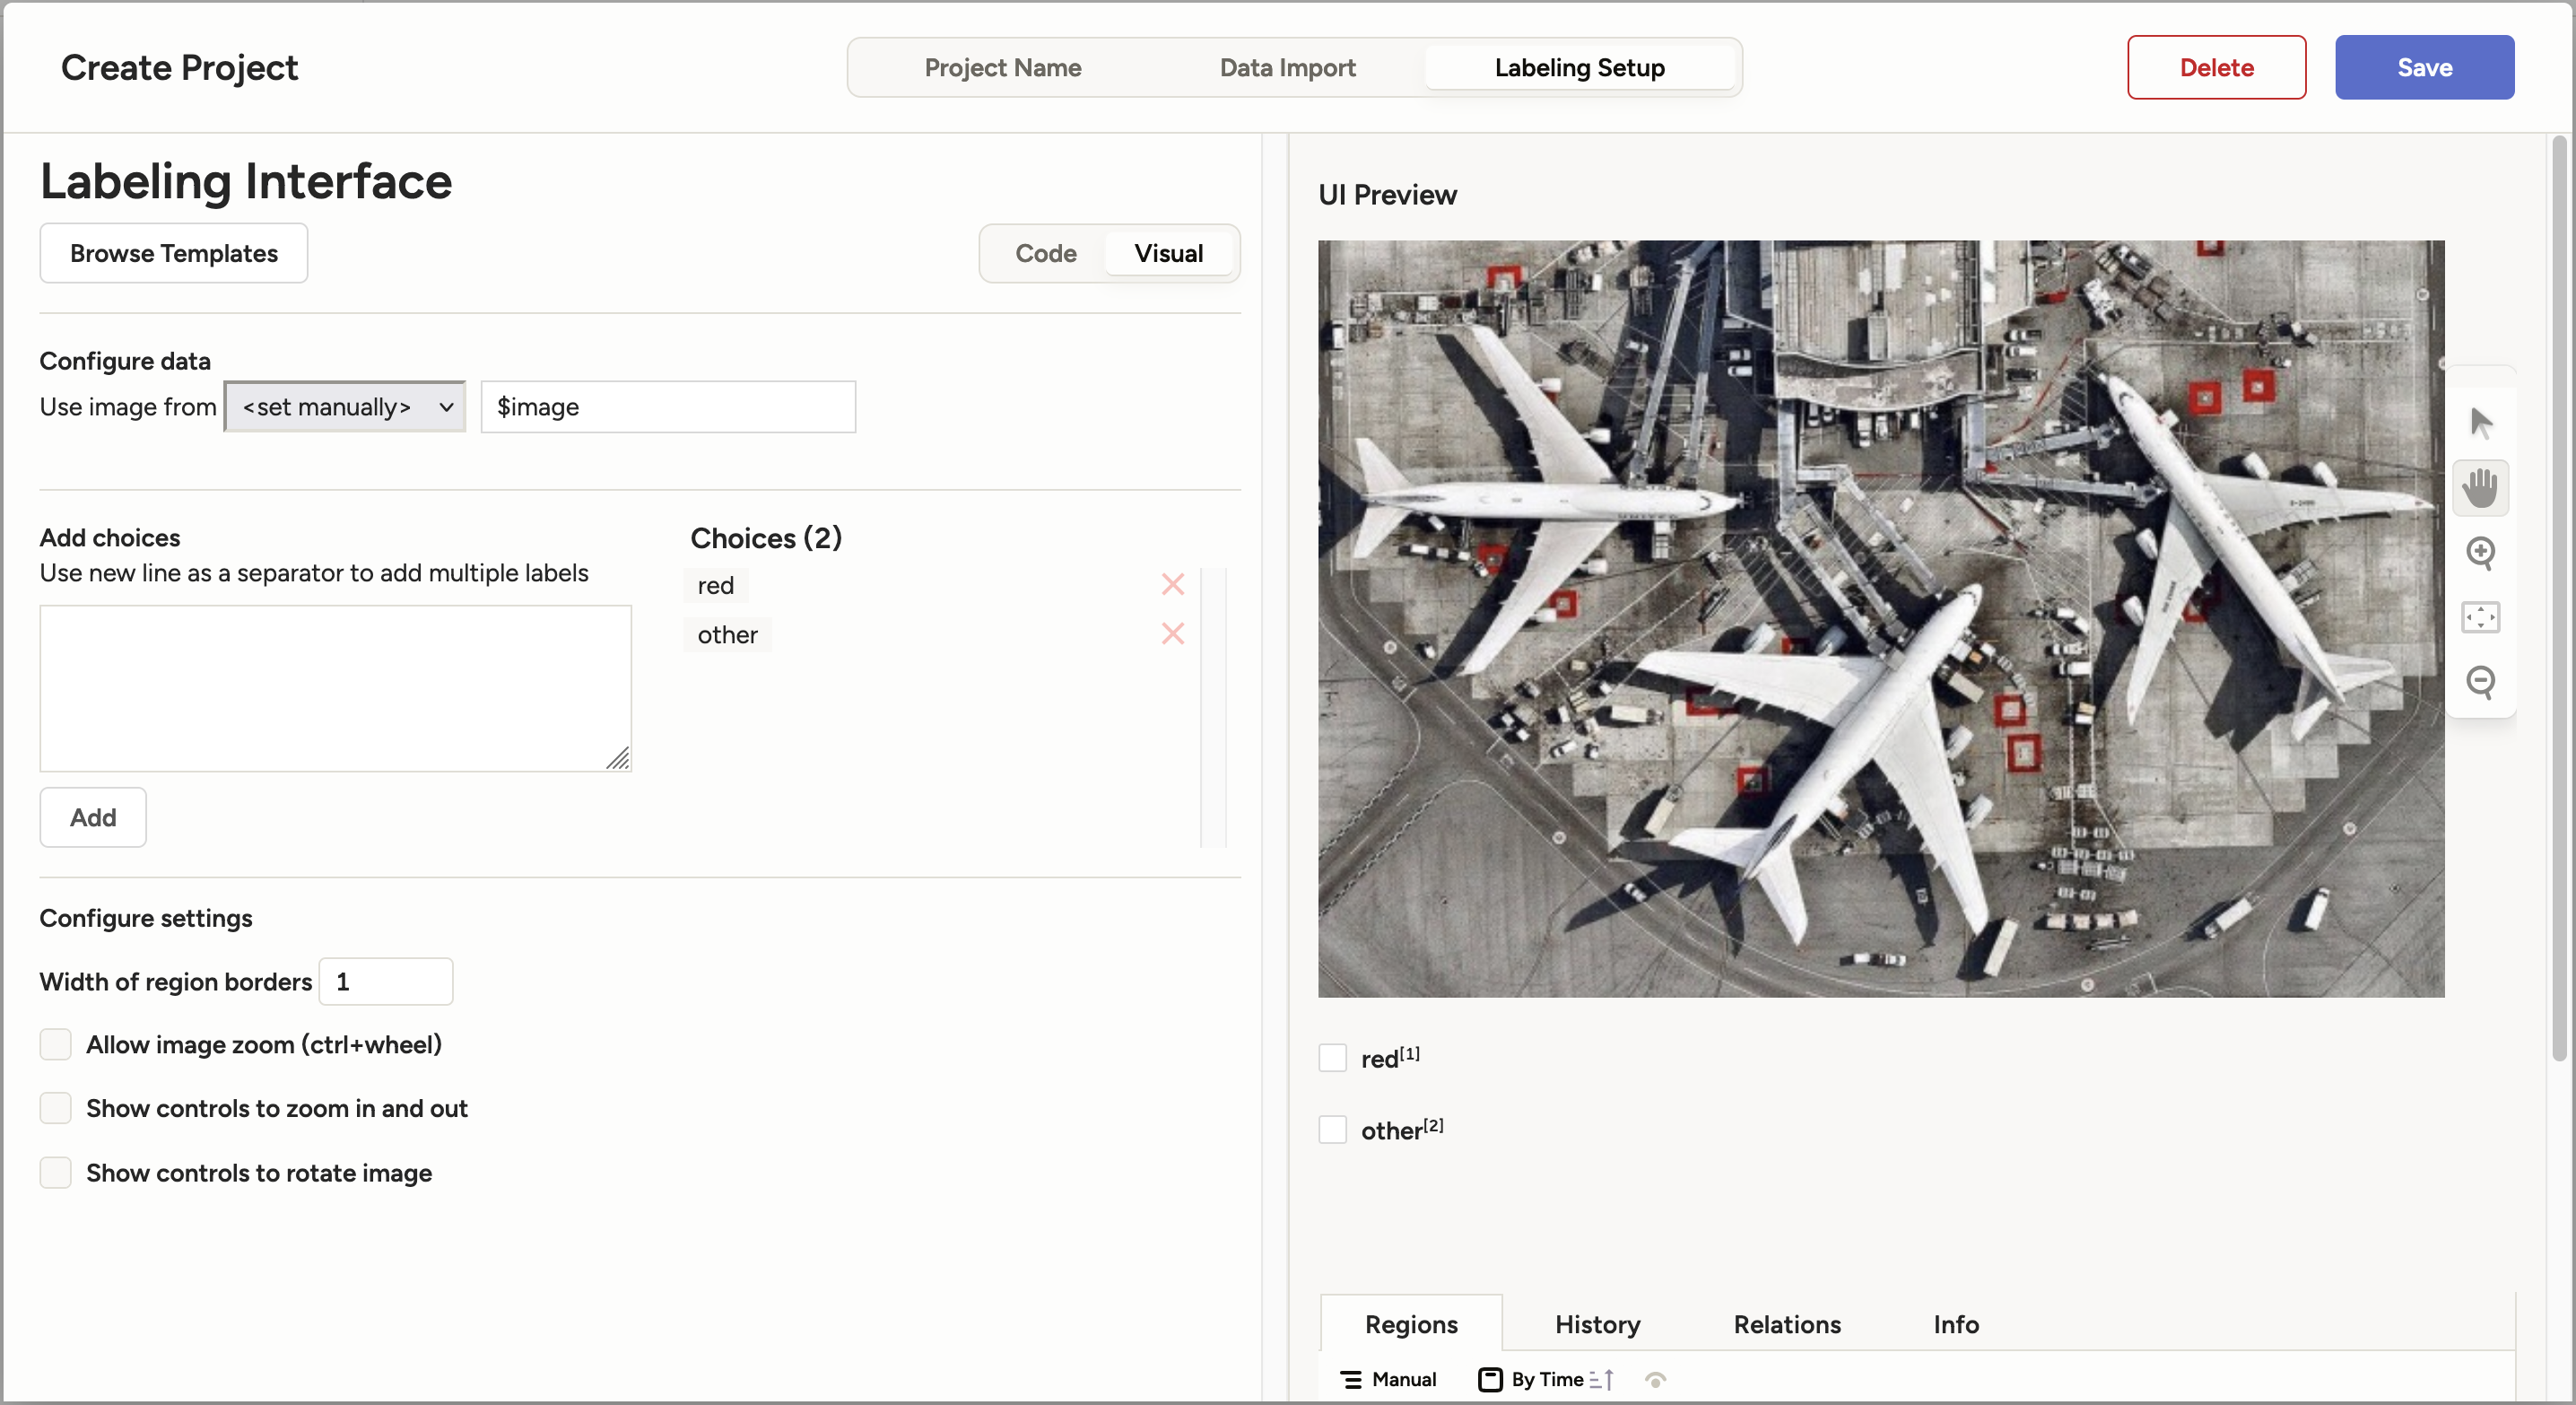 Create Project
Project Name
Data Import
Labeling Setup
Delete
Save
Labeling Interface
Browse Templates
Code
Visual
Configure data
Use image from <set manually> $image
Add choices
Use new line as a separator to add multiple labels
Add
Choices (2)
red
other
Configure settings
Width of region borders 1
Allow image zoom (ctrl+wheel)
Show controls to zoom in and out
Show controls to rotate image
UI Preview
red[1]
other[2]
Regions
History
Relations
Info
Manual
By Time